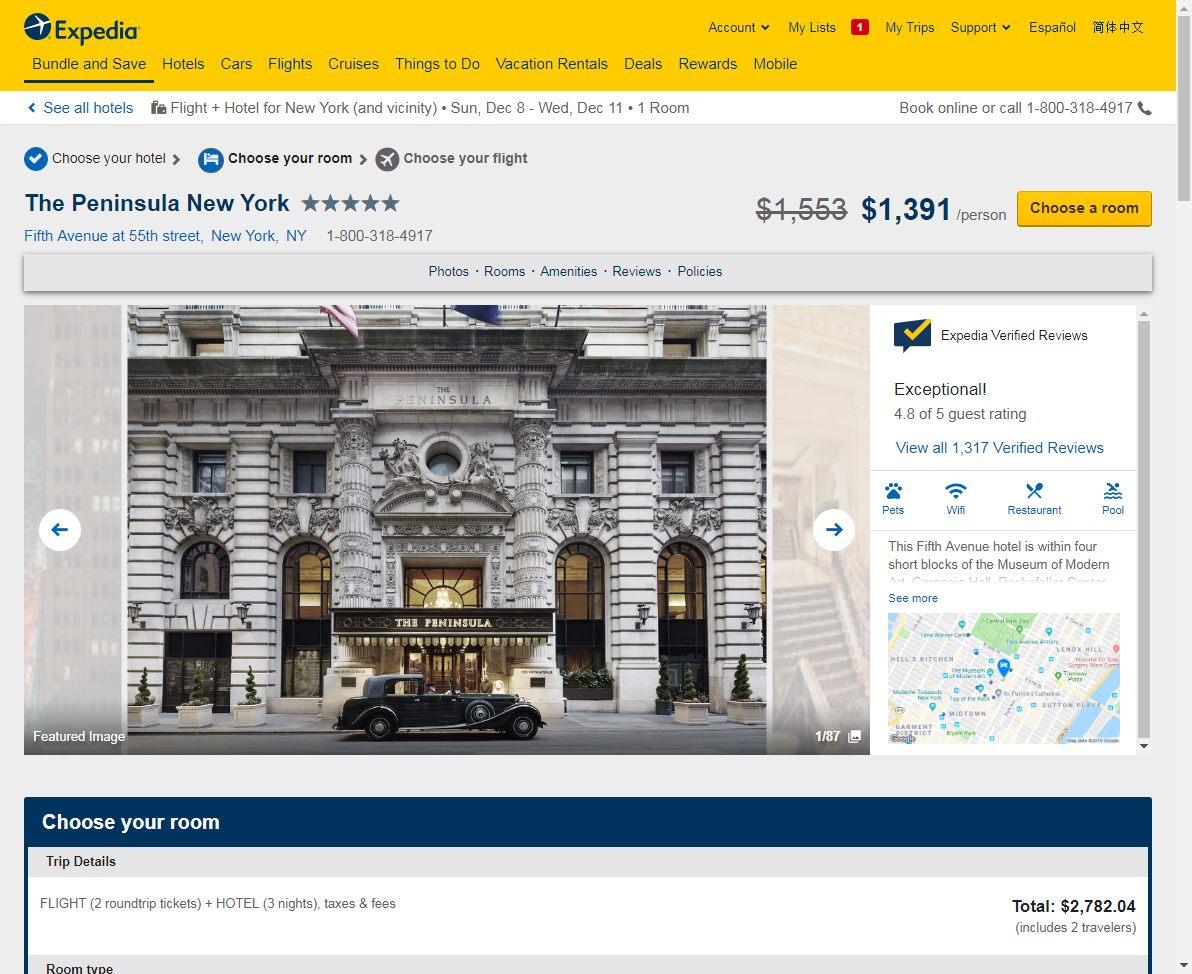 Expedia
Account
My Lists
1
My Trips
Support
Español
简体中文
Bundle and Save
Hotels
Cars
Flights
Cruises
Things to Do
Vacation Rentals
Deals
Rewards
Mobile
See all hotels
Flight + Hotel for New York (and vicinity) • Sun, Dec 8 - Wed, Dec 11 • 1 Room
Book online or call 1-800-318-4917
Choose your hotel
Choose your room
Choose your flight
The Peninsula New York
$1,553 $1,391 /person
Choose a room
Fifth Avenue at 55th street, New York, NY 1-800-318-4917
Photos · Rooms · Amenities · Reviews · Policies
THE
PENINSULA
THE PENINSULA
Featured Image
1/87
Expedia Verified Reviews
Exceptional!
4.8 of 5 guest rating
View all 1,317 Verified Reviews
Pets
Wifi
Restaurant
Pool
This Fifth Avenue hotel is within four
short blocks of the Museum of Modern
Art, Carnegie Hall, Rockefeller Center
See more
Central Park Zoo
Time Warner Center
Park Avenue Armory
LENOX HILL
HELL'S KITCHEN
The Museum
of Modern Art
Tramway
Plaza
Madame Tussauds
New York
Top of the Rock
St. Patrick's Cathedral
SUTTON PLACE
MIDTOWN
GARMENT
DISTRICT
Bryant Park
Google
Map data ©2019 Google
Choose your room
Trip Details
FLIGHT (2 roundtrip tickets) + HOTEL (3 nights), taxes & fees
Total: $2,782.04
(includes 2 travelers)
Room type